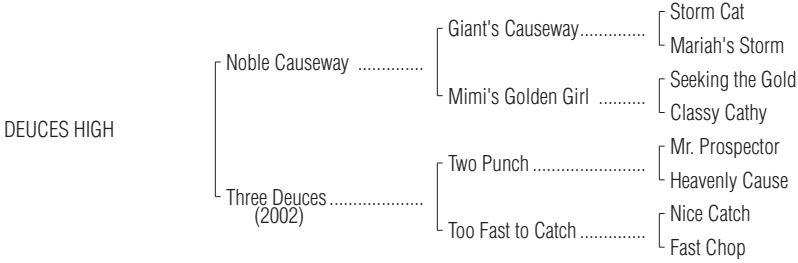 Storm Cat
Giant's Causeway..............
Mariah's Storm
Noble Causeway ..............
Seeking the Gold
Mimi's Golden Girl ..........
Classy Cathy
DEUCES HIGH
Mr. Prospector
Two Punch ........................
Heavenly Cause
Three Deuces ....................
(2002)
Nice Catch
Too Fast to Catch ..............
Fast Chop